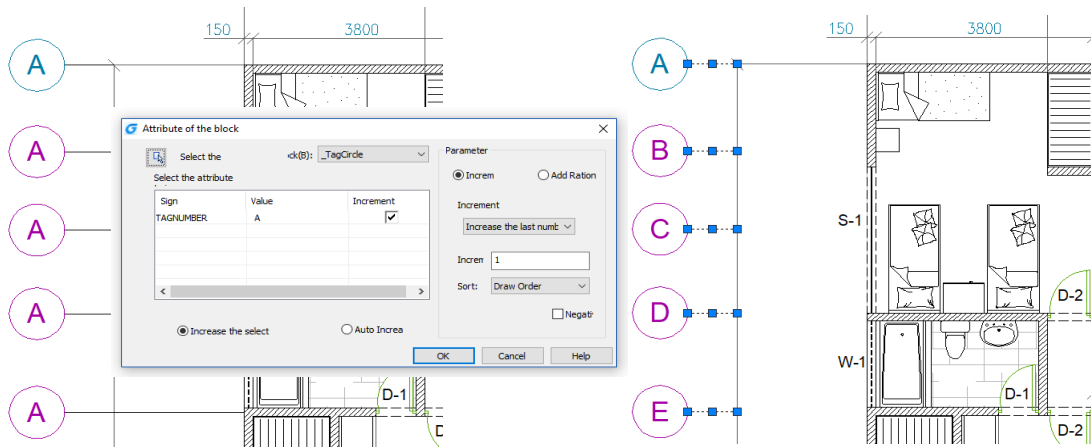 150 3800
A
A
A
A
A
Attribute of the block
Select the ck(B): _TagCircle
Select the attribute
Sign Value Increment
TAGNUMBER A
Increase the select Auto Increa
Parameter
Increm Add Ration
Increment
Increase the last numb
Increm 1
Sort: Draw Order
Negati
OK Cancel Help
D-1
D
150 3800
A
B
C
D
E
S-1
D-2
W-1
D-1
D-2